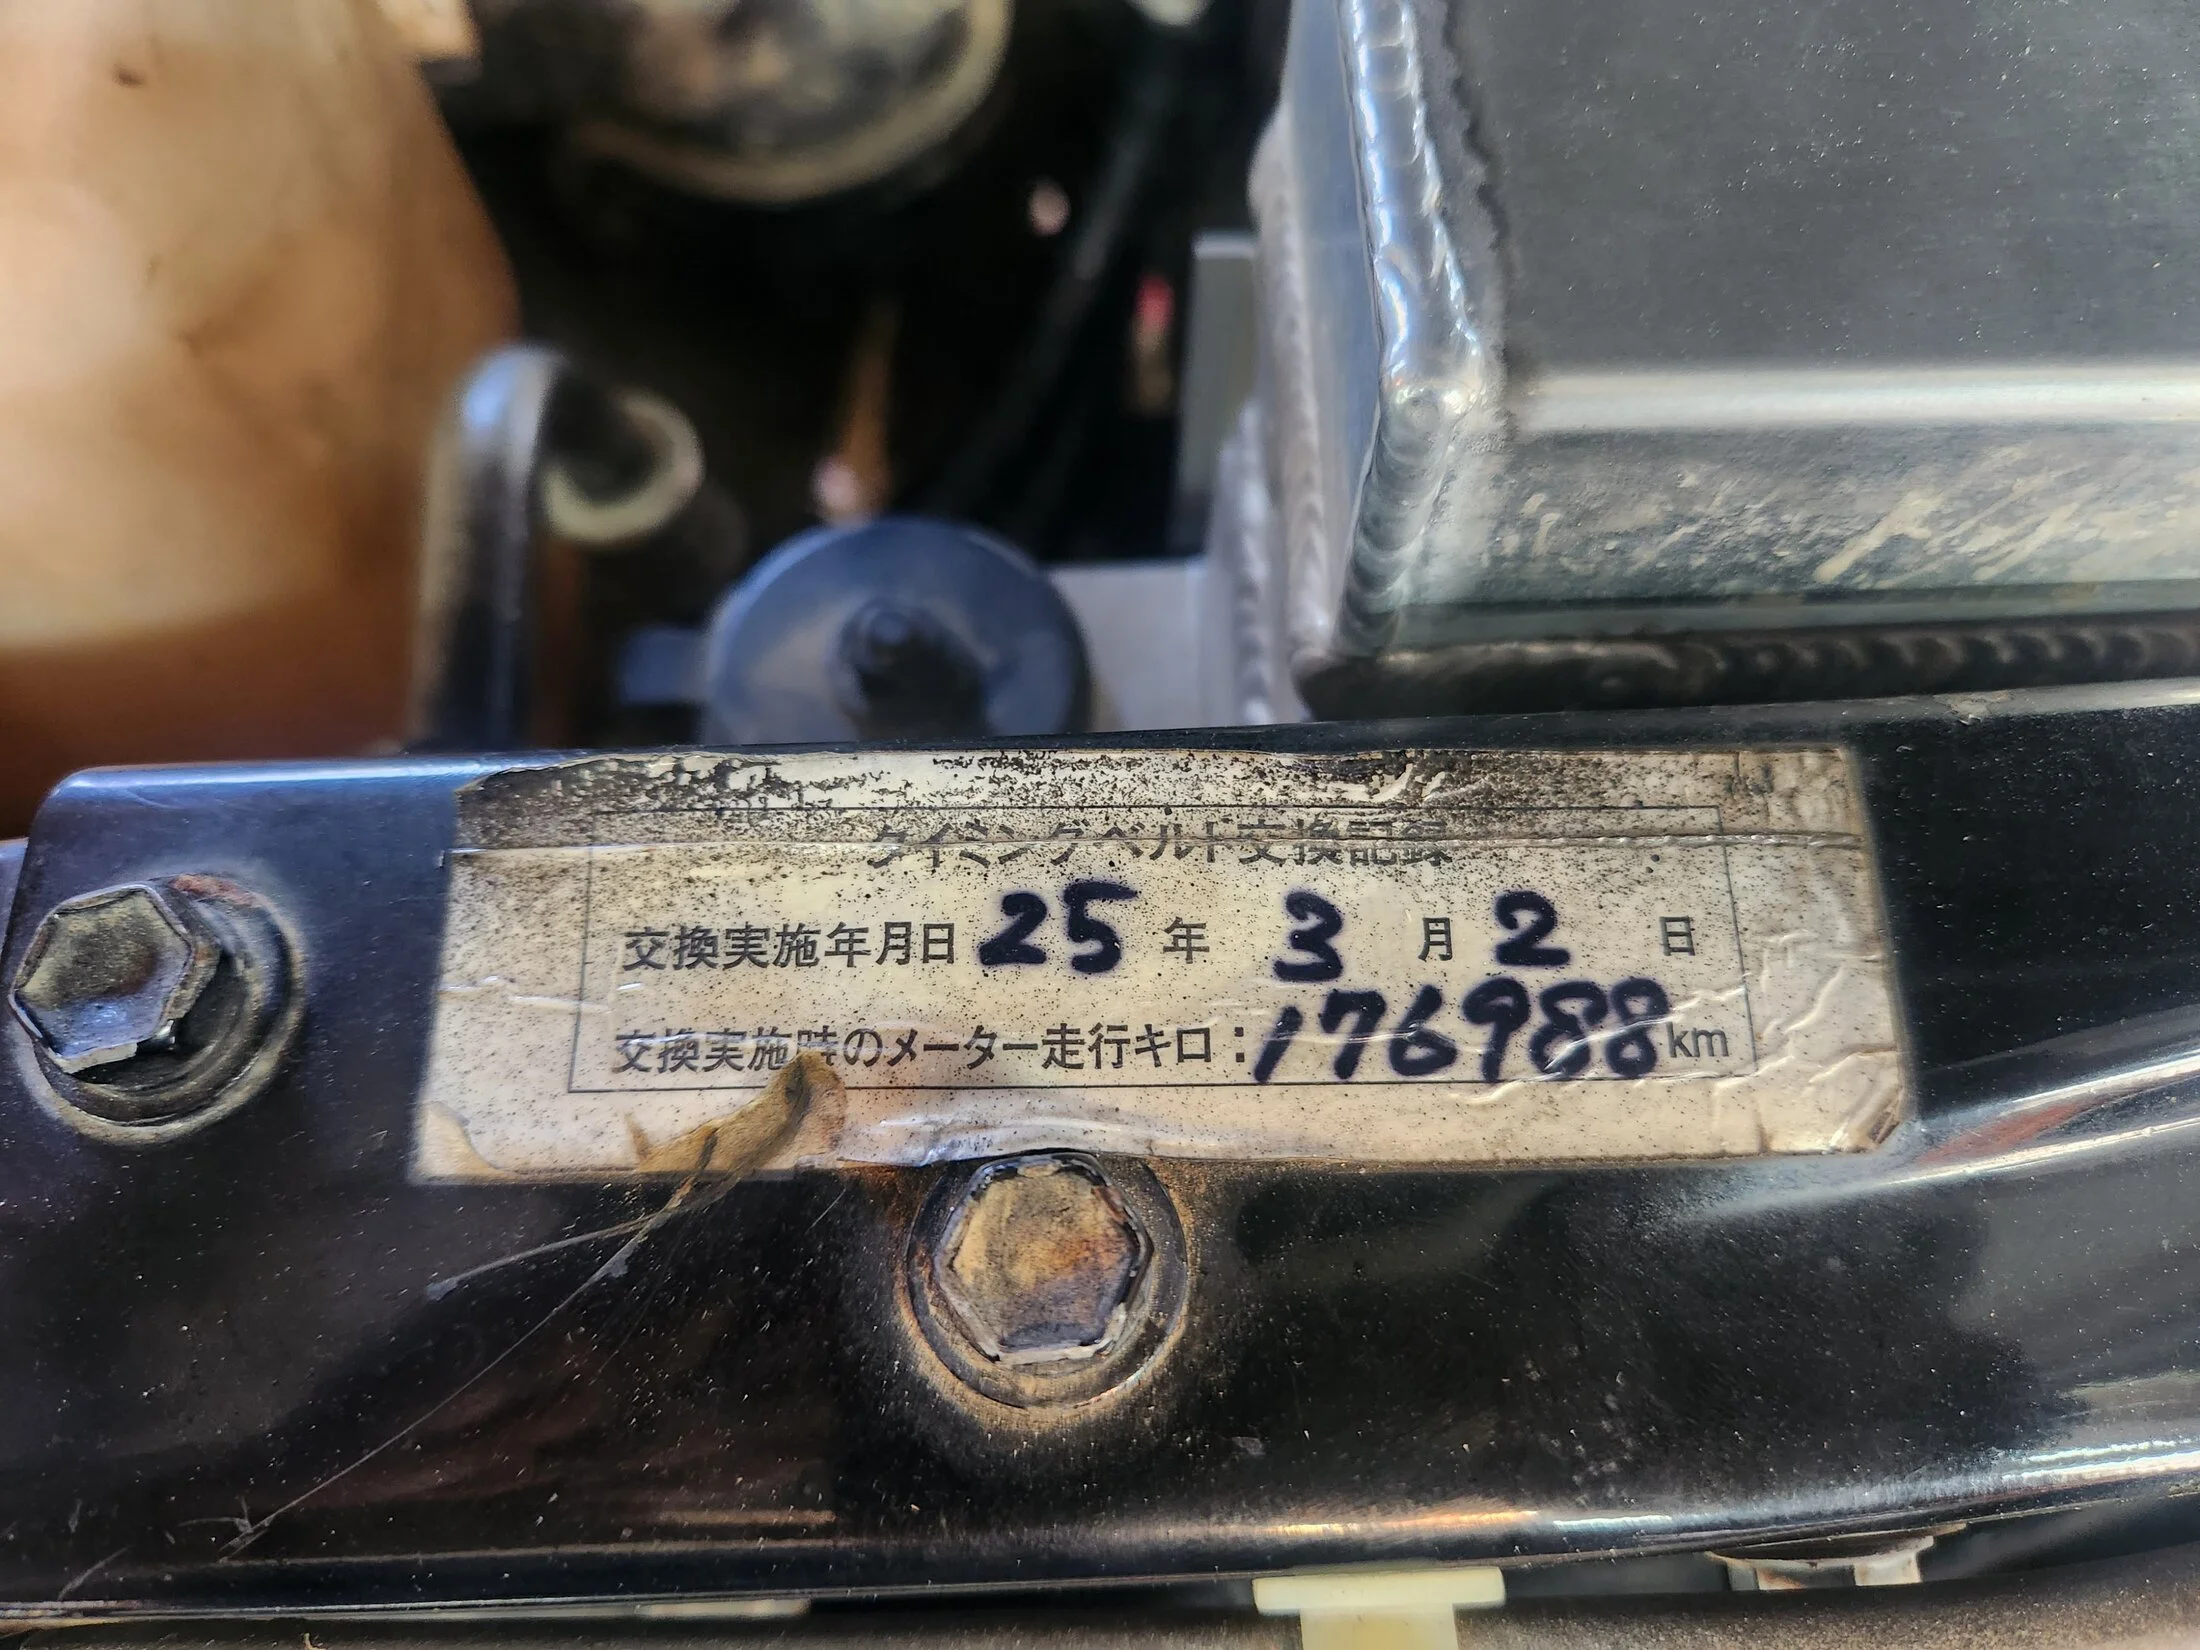 タイミングベルト交換記録
交換実施年月日 25 年 3 月 2 日
交換実施時のメーター走行キロ：176988km